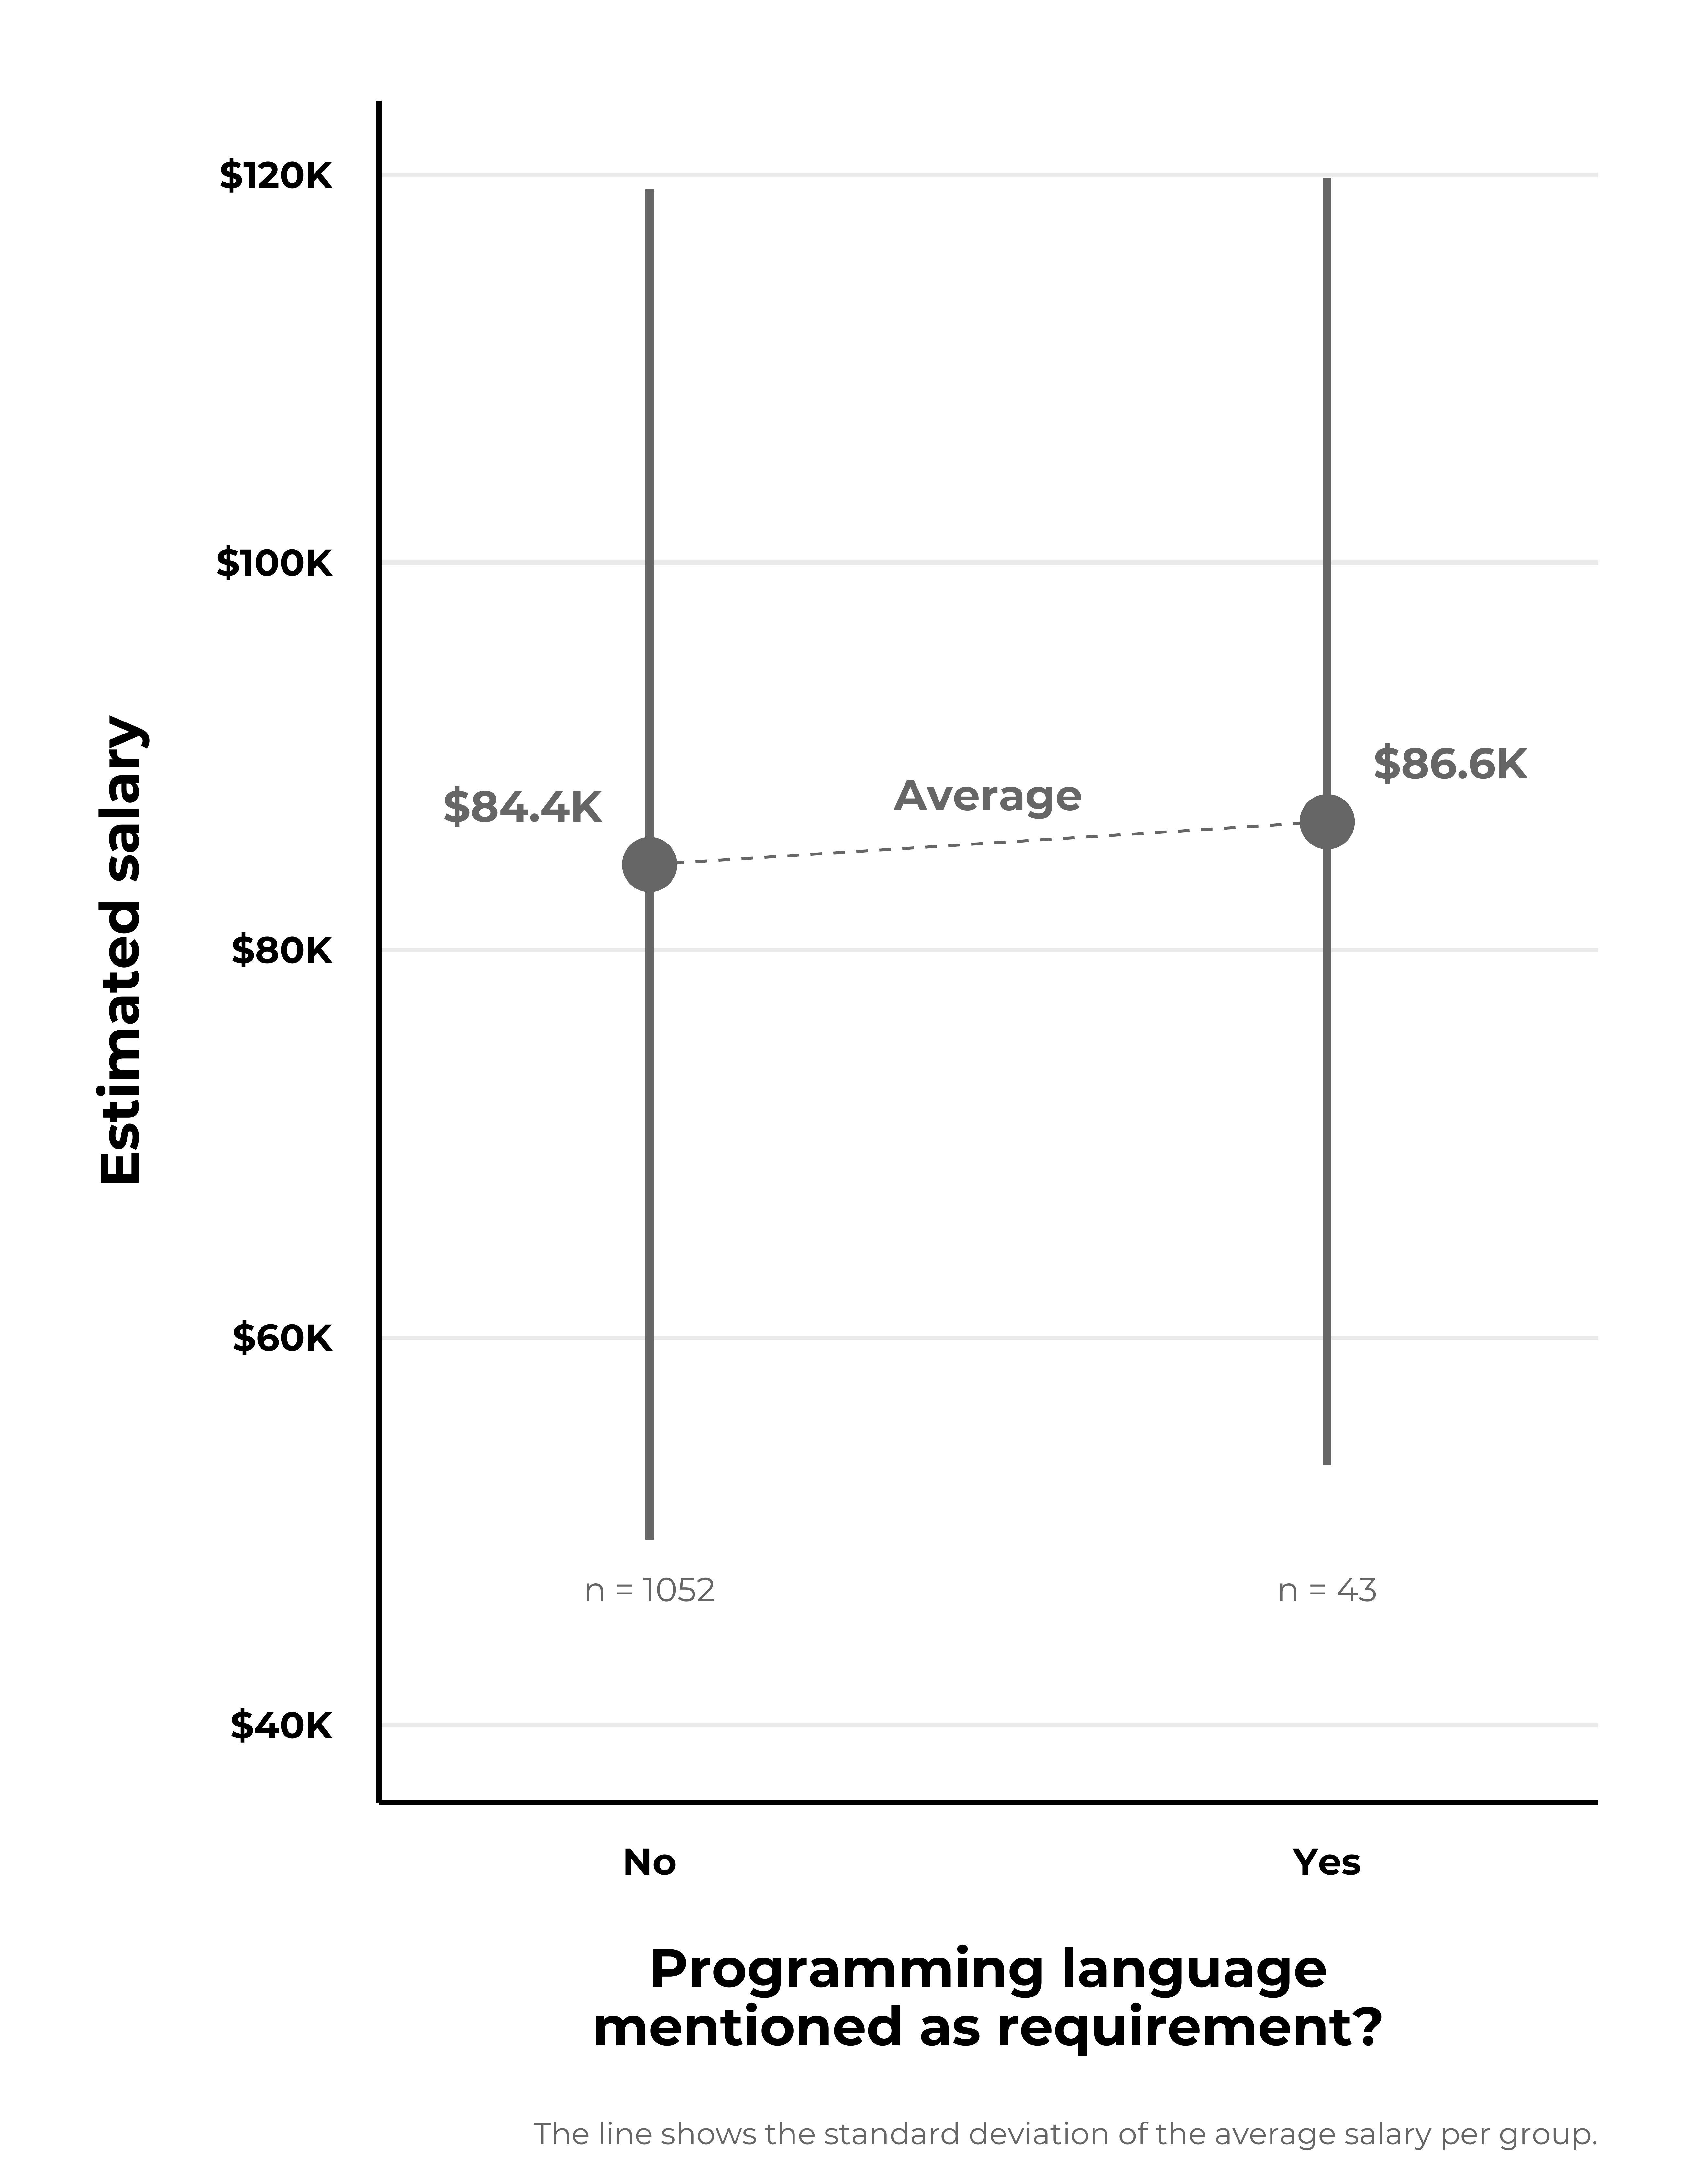 $120K
$100K
$80K
$60K
$40K
Estimated salary
$84.4K
Average
$86.6K
n = 1052
n = 43
No
Yes
Programming language
mentioned as requirement?
The line shows the standard deviation of the average salary per group.